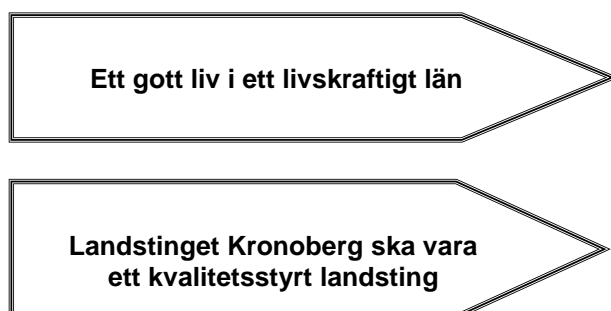 Ett gott liv i ett livskraftigt län
Landstinget Kronoberg ska vara
ett kvalitetsstyrt landsting